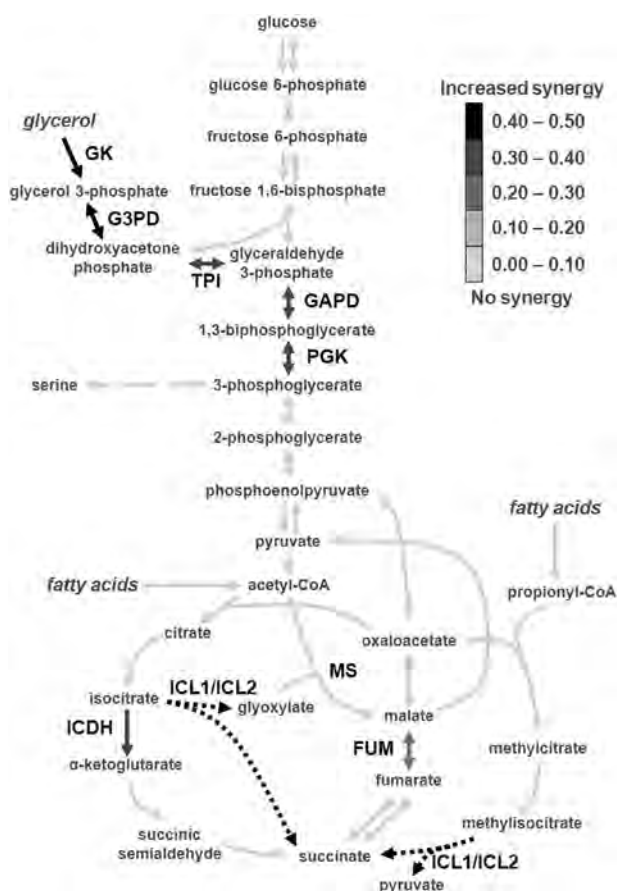 glucose
glucose 6-phosphate
Increased synergy
0.40 – 0.50
0.30 – 0.40
0.20 – 0.30
0.10 – 0.20
0.00 – 0.10
No synergy
glycerol
fructose 6-phosphate
GK
glycerol 3-phosphate
fructose 1,6-bisphosphate
G3PD
dihydroxyacetone
phosphate
TPI
glyceraldehyde
3-phosphate
GAPD
1,3-biphosphoglycerate
PGK
serine
3-phosphoglycerate
2-phosphoglycerate
phosphoenolpyruvate
fatty acids
pyruvate
fatty acids
acetyl-CoA
propionyl-CoA
citrate
oxaloacetate
MS
ICL1/ICL2
isocitrate
glyoxylate
malate
ICDH
FUM
methylcitrate
α-ketoglutarate
fumarate
methylisocitrate
succinic
semialdehyde
succinate
ICL1/ICL2
pyruvate